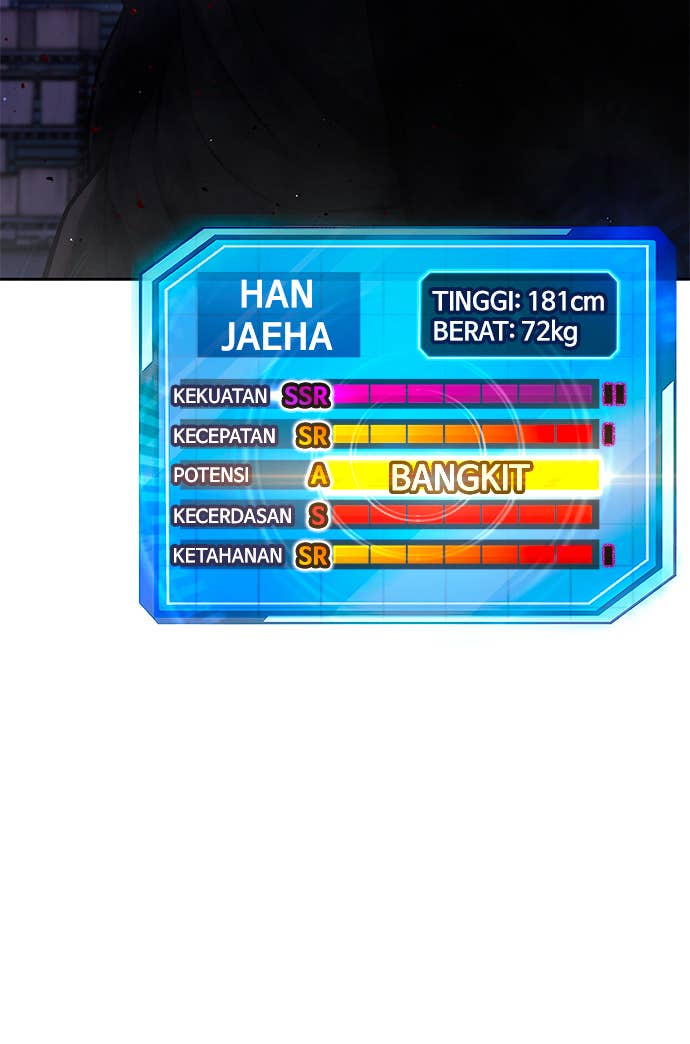 HAN
JAEHA
TINGGI: 181cm
BERAT: 72kg
KEKUATAN SSR
KECEPATAN SR
POTENSI A BANGKIT
KECERDASAN S
KETAHANAN SR